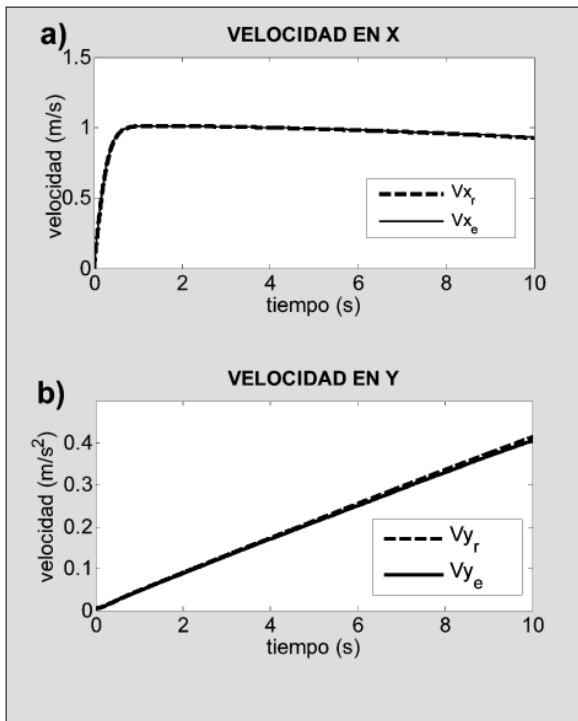 a)
VELOCIDAD EN X
1.5
1
0.5
0
velocidad (m/s)
Vx_r
Vx_e
0 2 4 6 8 10
tiempo (s)
b)
VELOCIDAD EN Y
0.4
0.3
0.2
0.1
0
velocidad (m/s²)
Vy_r
Vy_e
0 2 4 6 8 10
tiempo (s)